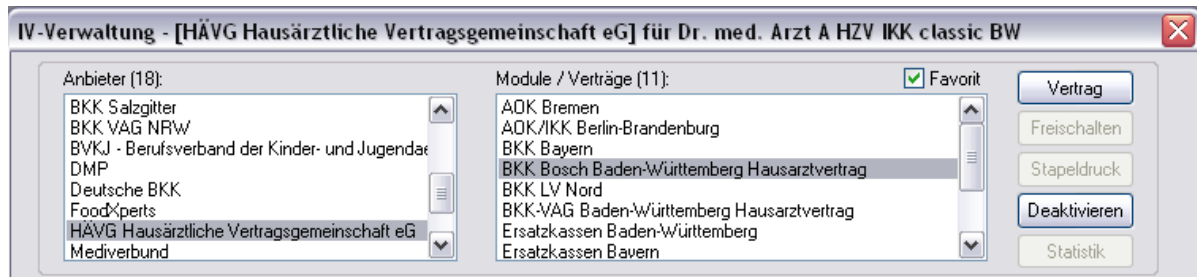 IV-Verwaltung - [HÄVG Hausärztliche Vertragsgemeinschaft eG] für Dr. med. Arzt A HZV IKK classic BW
Anbieter (18):
BKK Salzgitter
BKK VAG NRW
BVKJ - Berufsverband der Kinder- und Jugendae
DMP
Deutsche BKK
FoodXperts
HÄVG Hausärztliche Vertragsgemeinschaft eG
Mediverbund
Module / Verträge (11):
Favorit
AOK Bremen
AOK/IKK Berlin-Brandenburg
BKK Bayern
BKK Bosch Baden-Württemberg Hausarztvertrag
BKK LV Nord
BKK-VAG Baden-Württemberg Hausarztvertrag
Ersatzkassen Baden-Württemberg
Ersatzkassen Bayern
Vertrag
Freischalten
Stapeldruck
Deaktivieren
Statistik